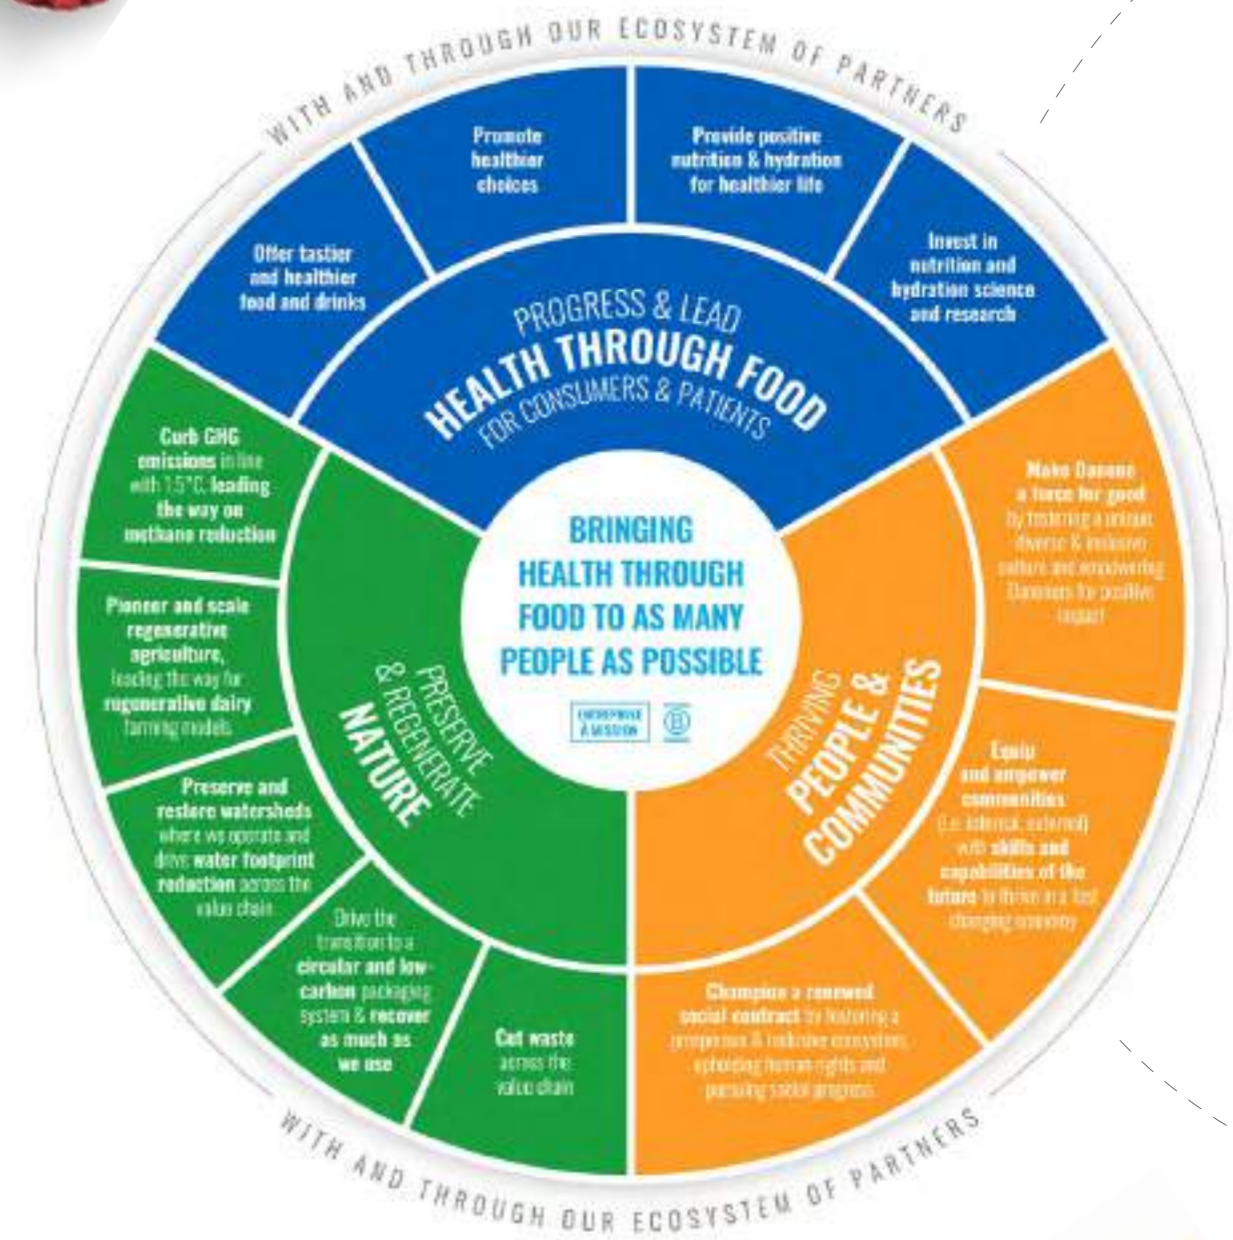 WITH AND THROUGH OUR ECOSYSTEM OF PARTNERS
Offer tastier
and healthier
food and drinks
Promote
healthier
choices
Provide positive
nutrition & hydration
for healthier life
Invest in
nutrition and
hydration science
and research
PROGRESS & LEAD
HEALTH THROUGH FOOD
FOR CONSUMERS & PATIENTS
Curb GHG
emissions in line
with 1.5°C, leading
the way on
methane reduction
Pioneer and scale
regenerative
agriculture,
leading the way for
regenerative dairy
farming models
Preserve and
restore watersheds
where we operate and
drive water footprint
reduction across the
value chain
Drive the
transition to a
circular and low-
carbon packaging
system & recover
as much as
we use
Cut waste
across the
value chain
PRESERVE
& REGENERATE
NATURE
BRINGING
HEALTH THROUGH
FOOD TO AS MANY
PEOPLE AS POSSIBLE
ENTREPRISE
À MISSION
B
THRIVING
PEOPLE &
COMMUNITIES
Make Danone
a force for good
by fostering a unique
diverse & inclusive
culture and empowering
Danoners for positive
impact
Equip
and empower
communities
(i.e. internal, external)
with skills and
capabilities of the
future to thrive in a fast
changing economy
Champion a renewed
social contract by fostering a
prosperous & inclusive ecosystem,
upholding human rights and
pursuing social progress
WITH AND THROUGH OUR ECOSYSTEM OF PARTNERS